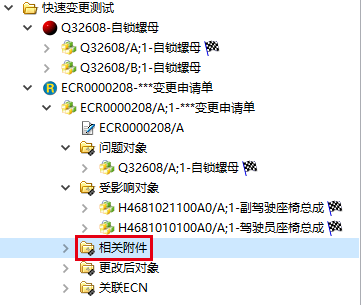 快速变更测试
Q32608-自锁螺母
Q32608/A;1-自锁螺母
Q32608/B;1-自锁螺母
ECR0000208-***变更申请单
ECR0000208/A;1-***变更申请单
ECR0000208/A
问题对象
Q32608/A;1-自锁螺母
受影响对象
H4681021100A0/A;1-副驾驶座椅总成
H4681010100A0/A;1-驾驶员座椅总成
相关附件
更改后对象
关联ECN